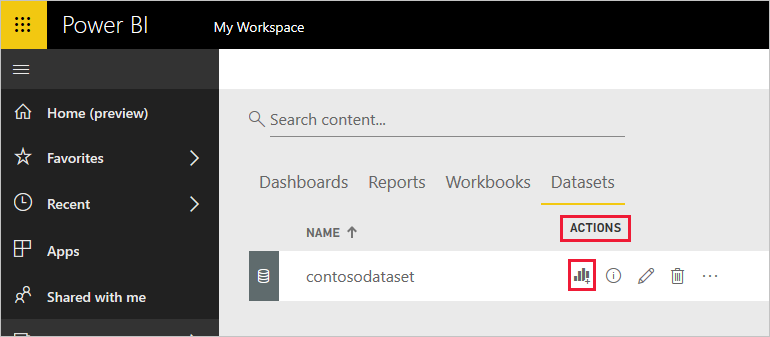 Power BI
My Workspace
Home (preview)
Favorites
Recent
Apps
Shared with me
Search content...
Dashboards Reports Workbooks Datasets
NAME ACTIONS
contosodataset